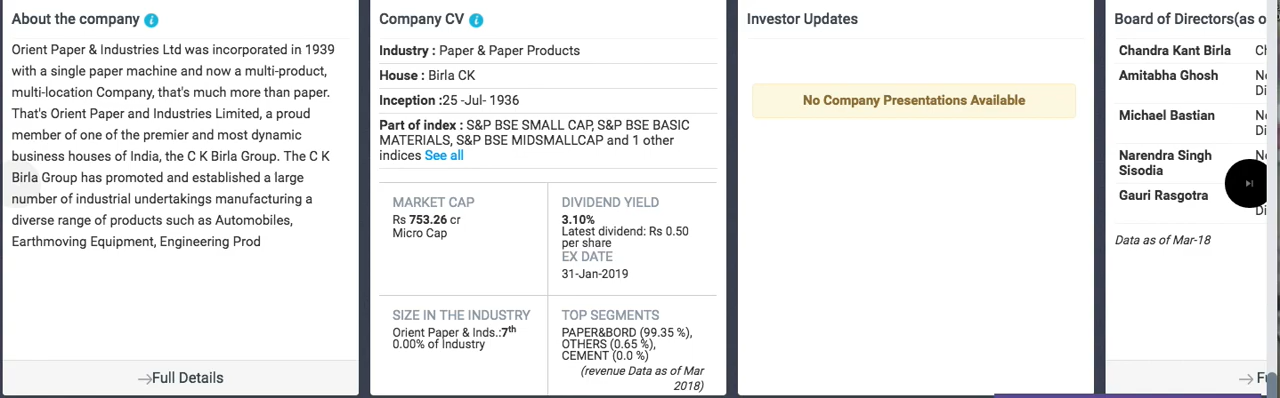 About the company
Orient Paper & Industries Ltd was incorporated in 1939
with a single paper machine and now a multi-product,
multi-location Company, that's much more than paper.
That's Orient Paper and Industries Limited, a proud
member of one of the premier and most dynamic
business houses of India, the C K Birla Group. The C K
Birla Group has promoted and established a large
number of industrial undertakings manufacturing a
diverse range of products such as Automobiles,
Earthmoving Equipment, Engineering Prod
→Full Details
Company CV
Industry : Paper & Paper Products
House : Birla CK
Inception :25 -Jul- 1936
Part of index : S&P BSE SMALL CAP, S&P BSE BASIC
MATERIALS, S&P BSE MIDSMALLCAP and 1 other
indices See all
MARKET CAP
Rs 753.26 cr
Micro Cap
DIVIDEND YIELD
3.10%
Latest dividend: Rs 0.50
per share
EX DATE
31-Jan-2019
SIZE IN THE INDUSTRY
Orient Paper & Inds.:7th
0.00% of Industry
TOP SEGMENTS
PAPER&BORD (99.35 %),
OTHERS (0.65 %),
CEMENT (0.0 %)
(revenue Data as of Mar
2018)
Investor Updates
No Company Presentations Available
Board of Directors(as o
Chandra Kant Birla
Amitabha Ghosh
Michael Bastian
Narendra Singh
Sisodia
Gauri Rasgotra
Data as of Mar-18